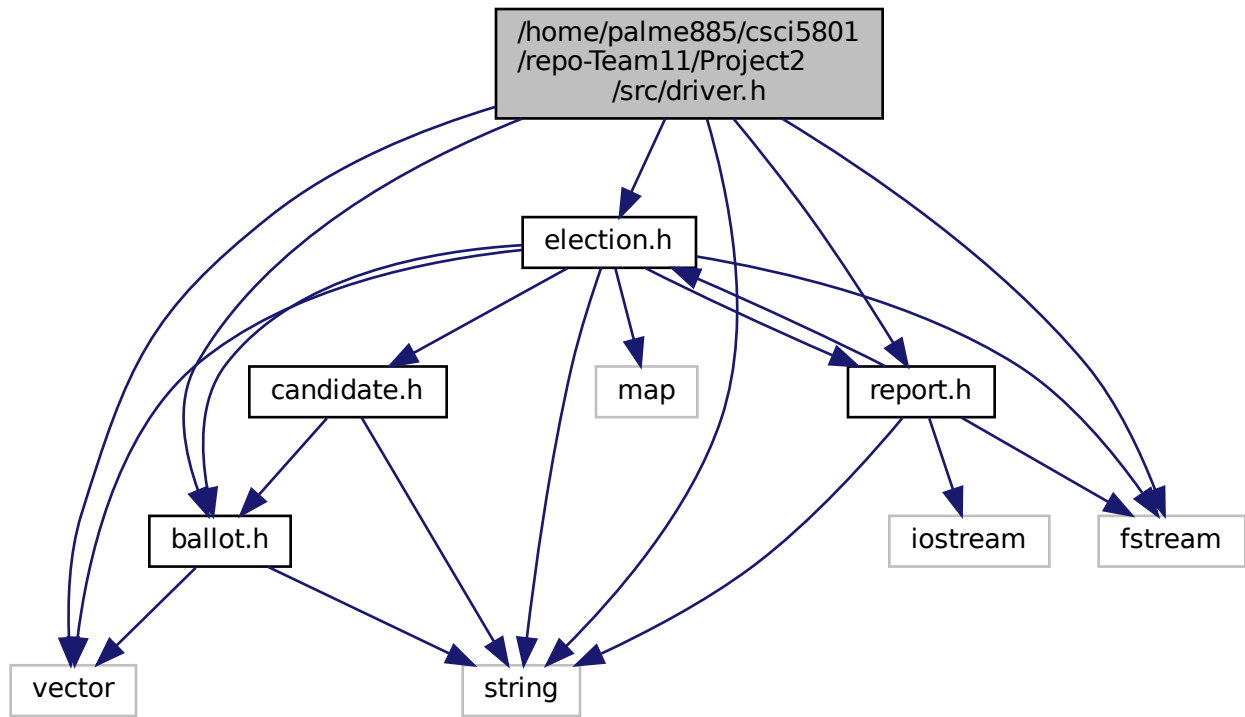 /home/palme885/csci5801
/repo-Team11/Project2
/src/driver.h
election.h
candidate.h
map
report.h
ballot.h
iostream
fstream
vector
string